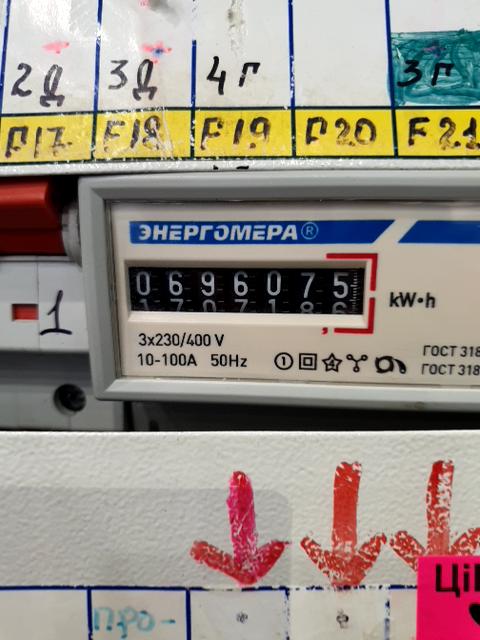 2Д 3Д 4Г 3Г
F17 F18 F19 F20 F21
ЭНЕРГОМЕРА®
1
0696075
kW•h
3x230/400 V
10-100A 50Hz
ГОСТ 318
ГОСТ 318
Ці
про-